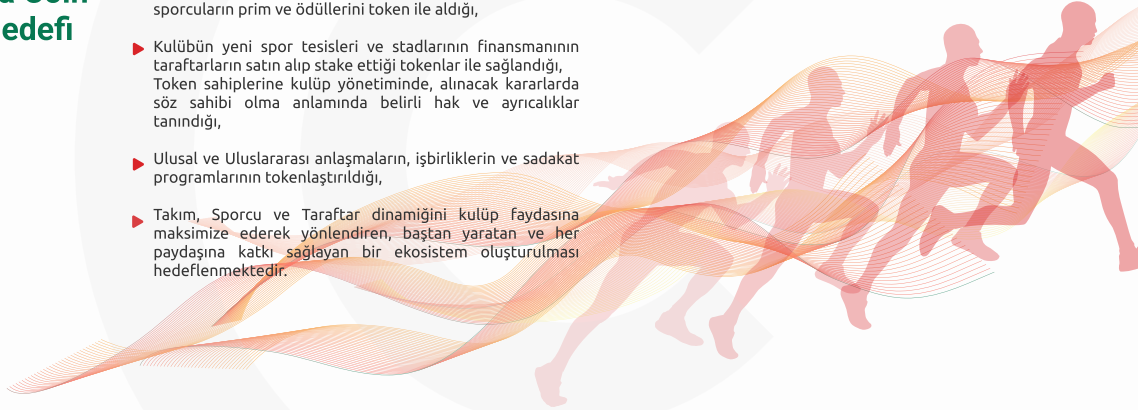 edefi
sporcuların prim ve ödüllerini token ile aldığı,
Kulübün yeni spor tesisleri ve stadlarının finansmanının
taraftarların satın alıp stake ettiği tokenlar ile sağlandığı,
Token sahiplerine kulüp yönetiminde, alınacak kararlarda
söz sahibi olma anlamında belirli hak ve ayrıcalıklar
tanındığı,
Ulusal ve Uluslararası anlaşmaların, işbirliklerin ve sadakat
programlarının tokenlaştırıldığı,
Takım, Sporcu ve Taraftar dinamiğini kulüp faydasına
maksimize ederek yönlendiren, baştan yaratan ve her
paydaşına katkı sağlayan bir ekosistem oluşturulması
hedeflenmektedir.